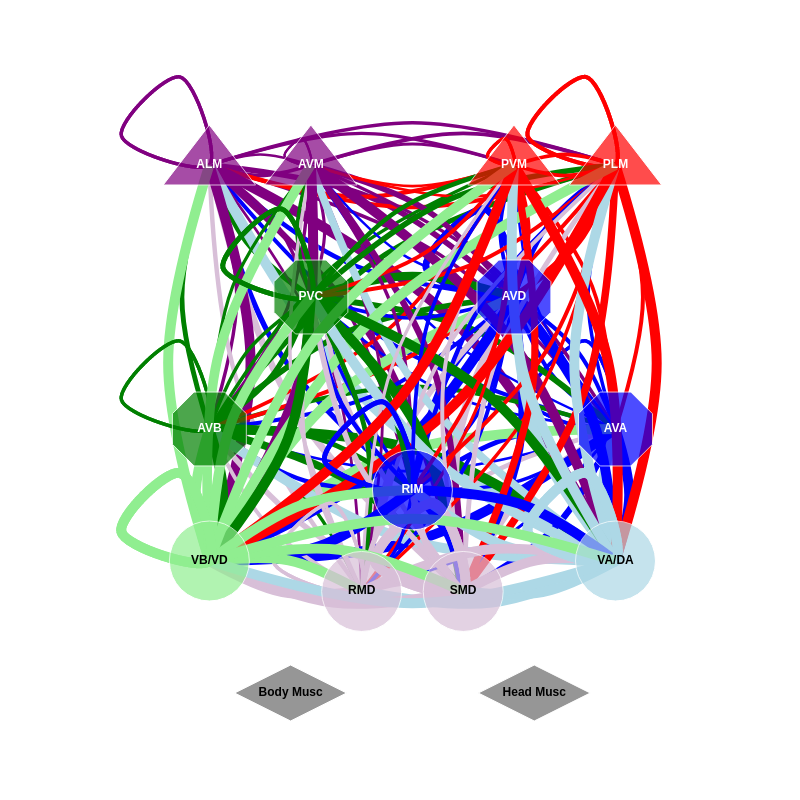 ALM
AVM
PVM
PLM
PVC
AVD
AVB
AVA
RIM
VB/VD
VA/DA
RMD
SMD
Body Musc
Head Musc